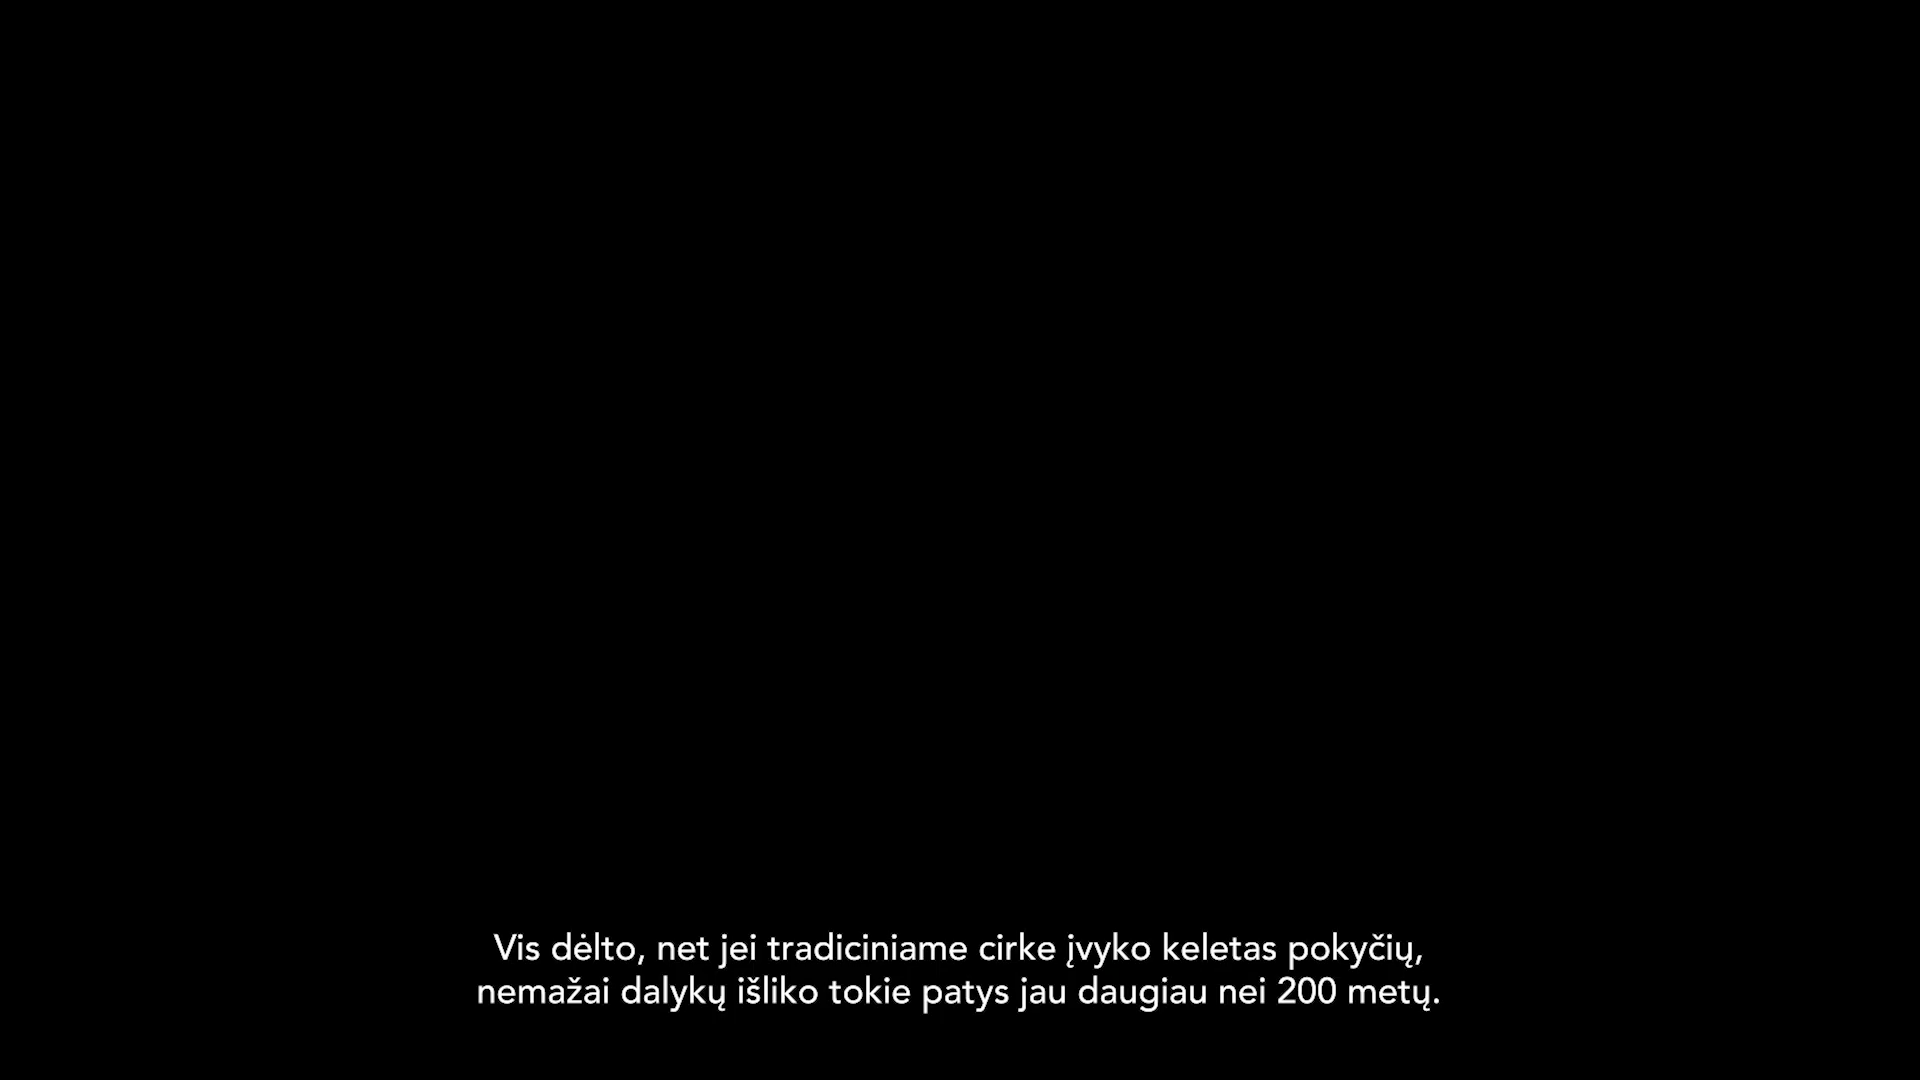 Vis dėlto, net jei tradiciniame cirke įvyko keletas pokyčių,
nemažai dalykų išliko tokie patys jau daugiau nei 200 metų.